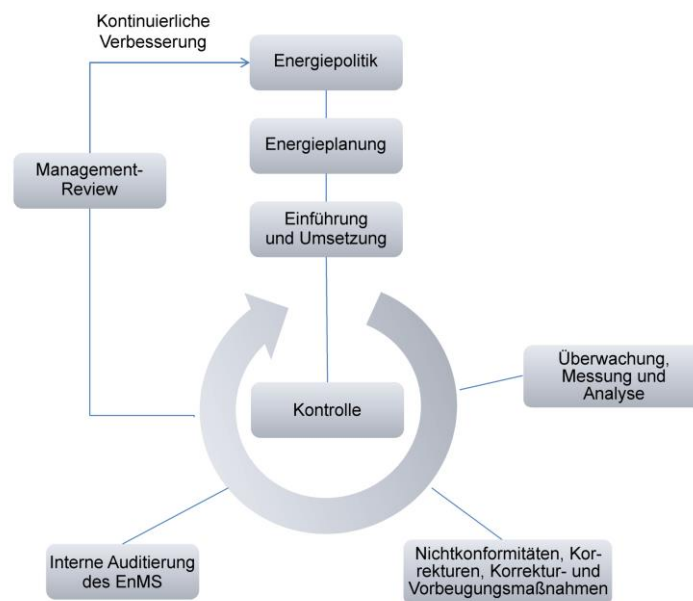 Kontinuierliche
Verbesserung
Energiepolitik
Energieplanung
Management-
Review
Einführung
und Umsetzung
Überwachung,
Messung und
Analyse
Kontrolle
Interne Auditierung
des EnMS
Nichtkonformitäten, Kor-
rekturen, Korrektur- und
Vorbeugungsmaßnahmen